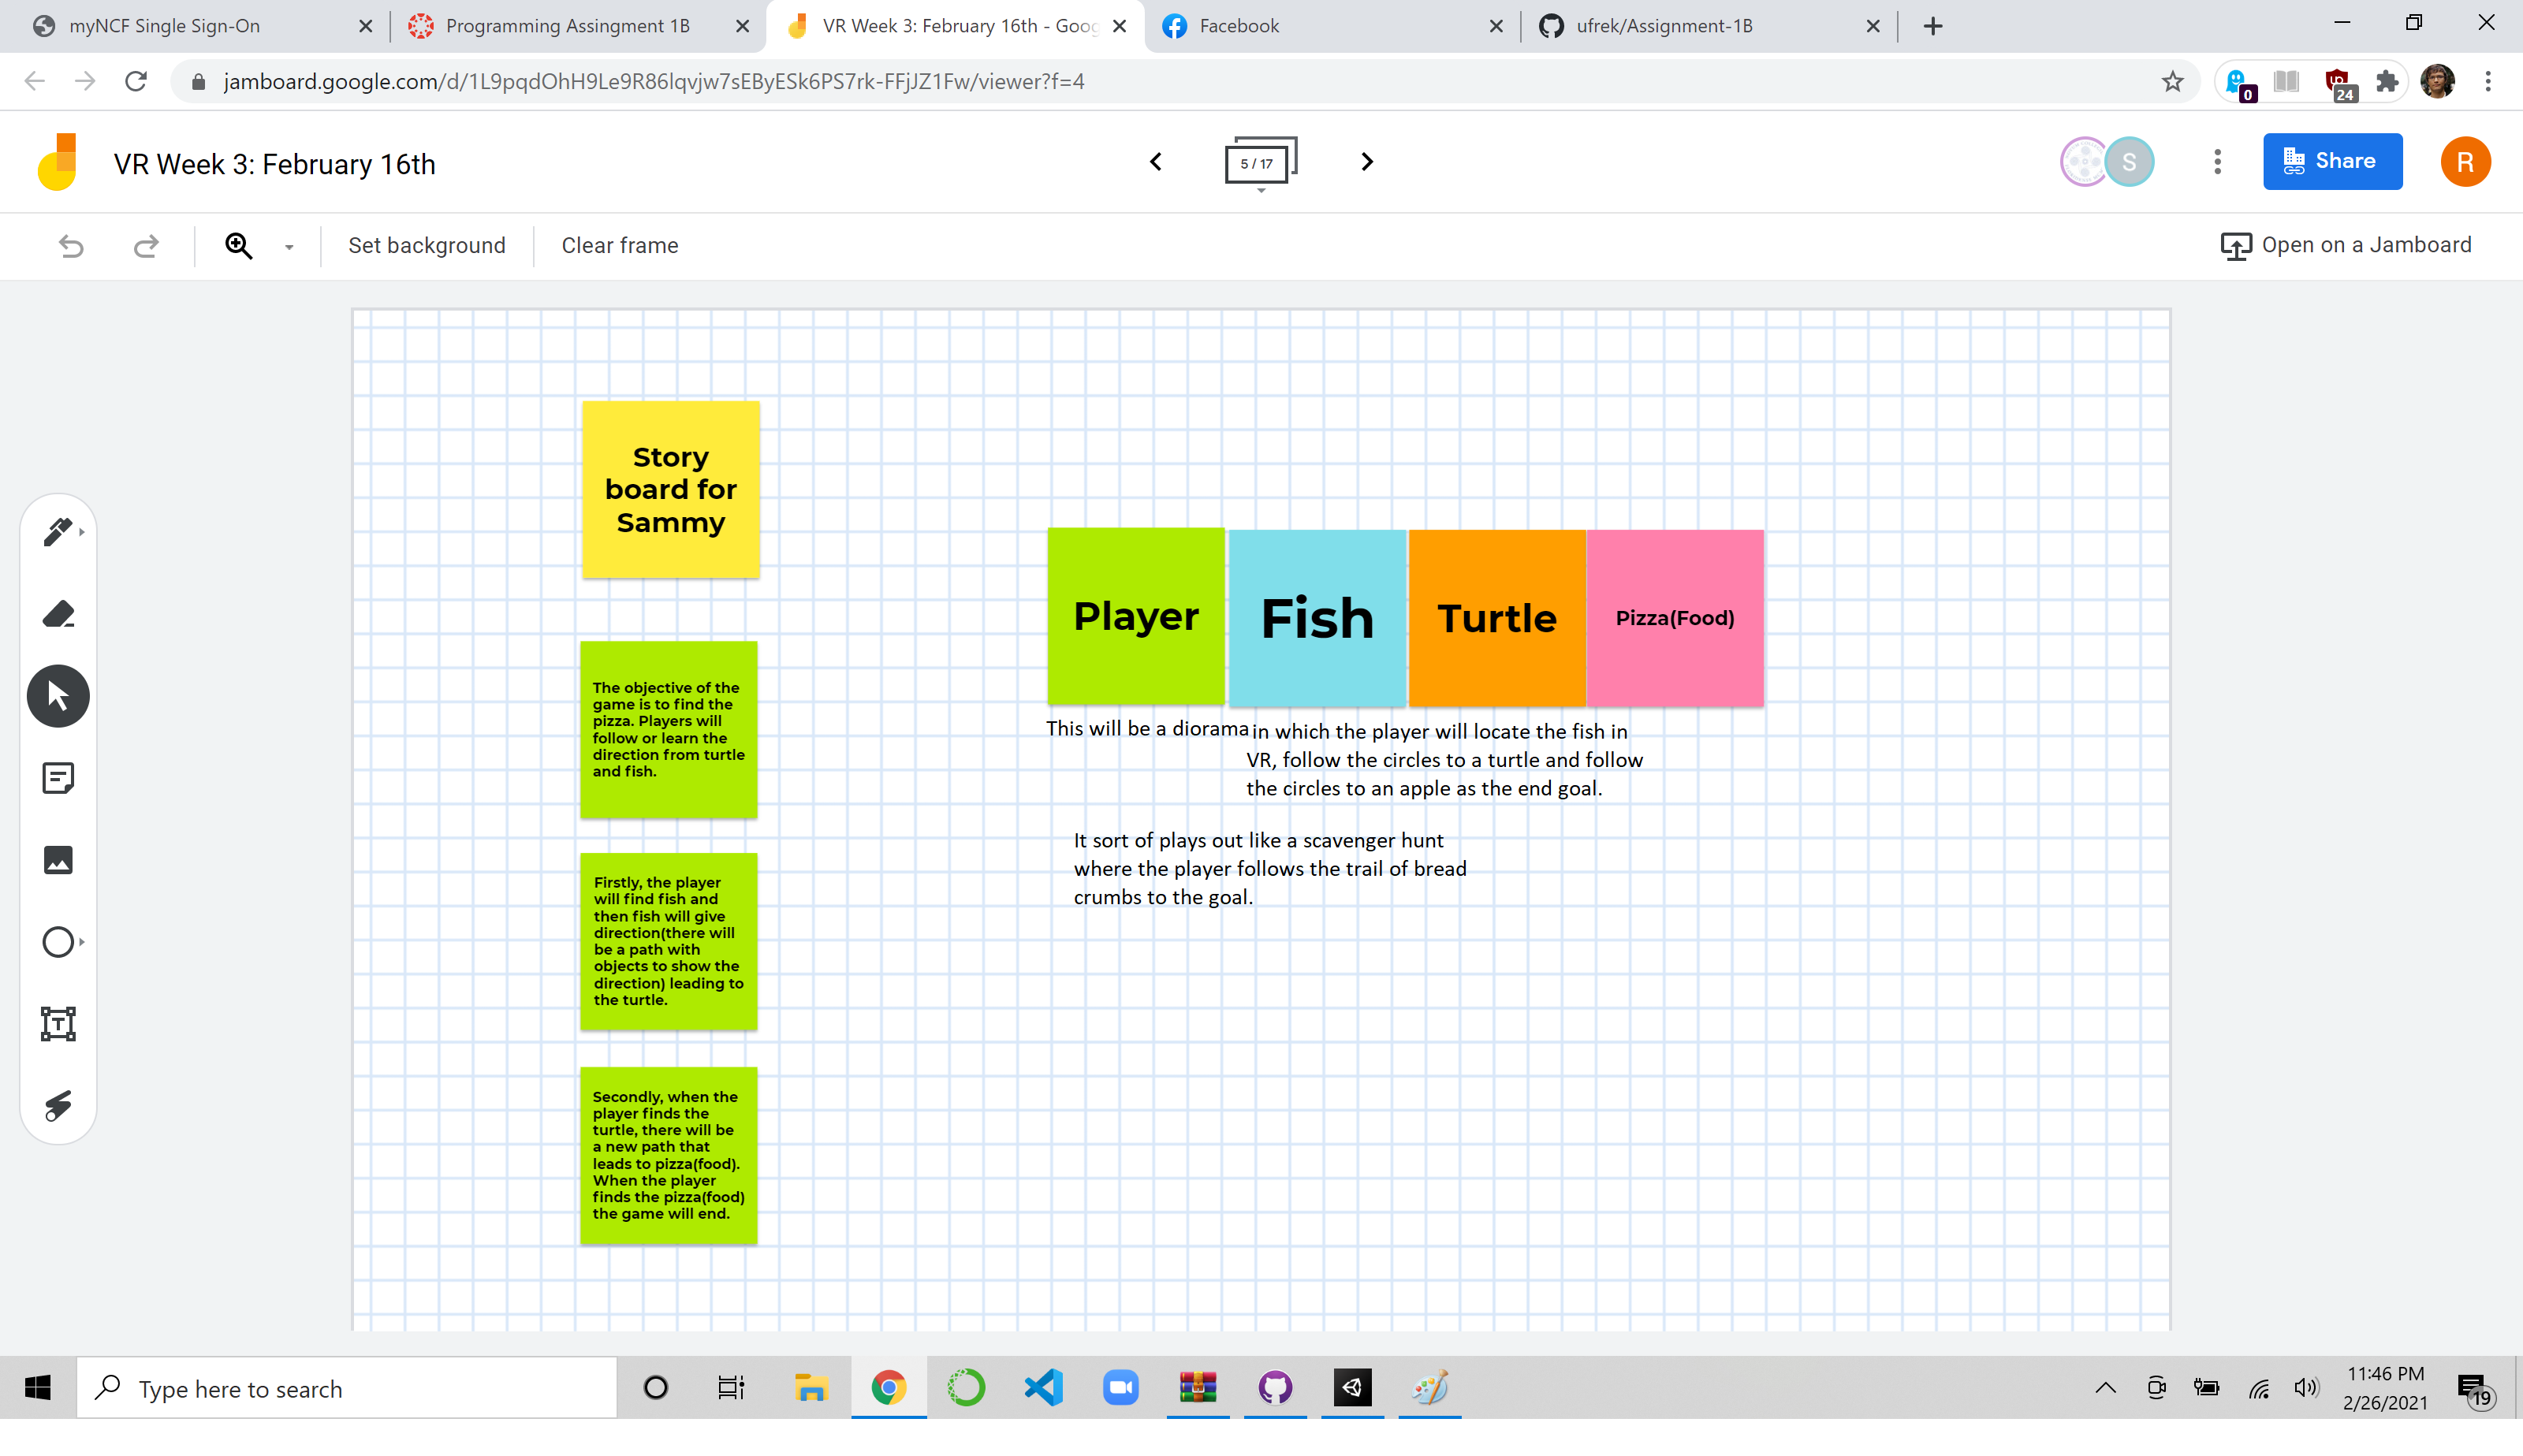 myNCF Single Sign-On
Programming Assingment 1B
VR Week 3: February 16th - Goog
Facebook
ufrek/Assignment-1B
jamboard.google.com/d/1L9pqdOhH9Le9R86lqvjw7sEByESk6PS7rk-FFjJZ1Fw/viewer?f=4
0
24
VR Week 3: February 16th
5 / 17
S
Share
R
Set background
Clear frame
Open on a Jamboard
Story
board for
Sammy
The objective of the
game is to find the
pizza. Players will
follow or learn the
direction from turtle
and fish.
Firstly, the player
will find fish and
then fish will give
direction(there will
be a path with
objects to show the
direction) leading to
the turtle.
Secondly, when the
player finds the
turtle, there will be
a new path that
leads to pizza(food).
When the player
finds the pizza(food)
the game will end.
Player
Fish
Turtle
Pizza(Food)
This will be a diorama in which the player will locate the fish in
VR, follow the circles to a turtle and follow
the circles to an apple as the end goal.
It sort of plays out like a scavenger hunt
where the player follows the trail of bread
crumbs to the goal.
Type here to search
11:46 PM
2/26/2021
19